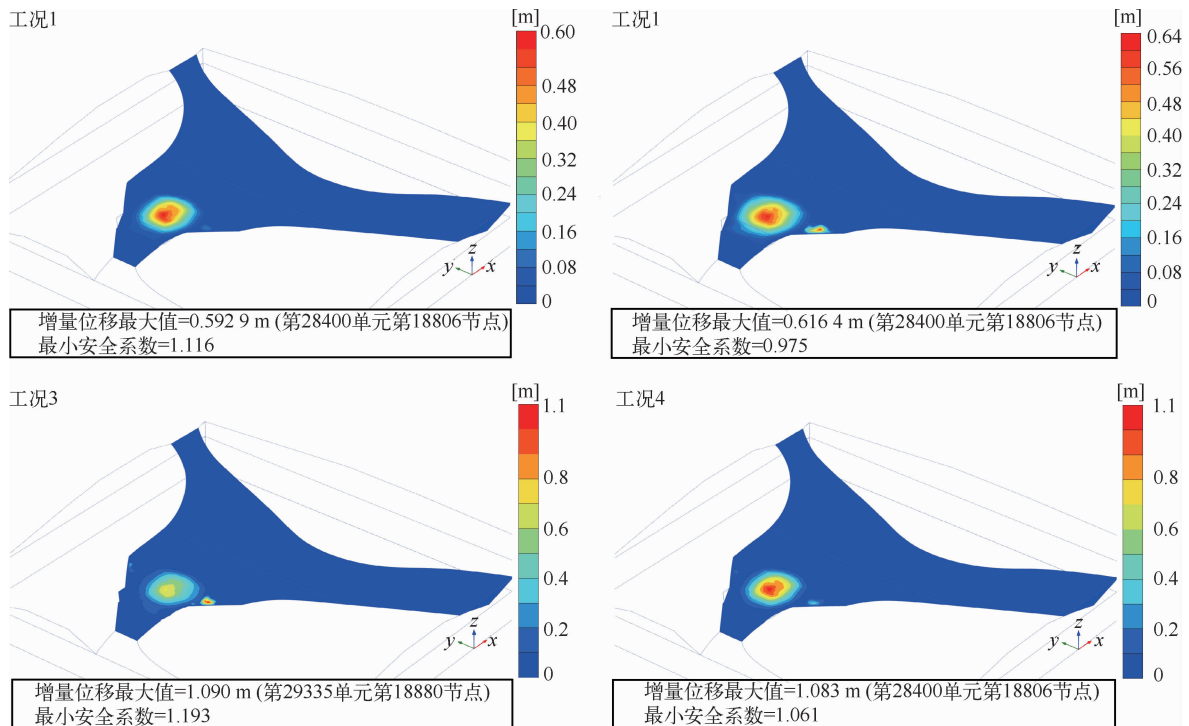 工况1
[m]
0.60
0.48
0.40
0.32
0.24
0.16
0.08
0
z
y
x
增量位移最大值=0.592 9 m (第28400单元第18806节点)
最小安全系数=1.116
工况1
[m]
0.64
0.56
0.48
0.40
0.32
0.24
0.16
0.08
0
z
y
x
增量位移最大值=0.616 4 m (第28400单元第18806节点)
最小安全系数=0.975
工况3
[m]
1.1
0.8
0.6
0.4
0.2
0
z
y
x
增量位移最大值=1.090 m (第29335单元第18880节点)
最小安全系数=1.193
工况4
[m]
1.1
0.8
0.6
0.4
0.2
0
z
y
x
增量位移最大值=1.083 m (第28400单元第18806节点)
最小安全系数=1.061